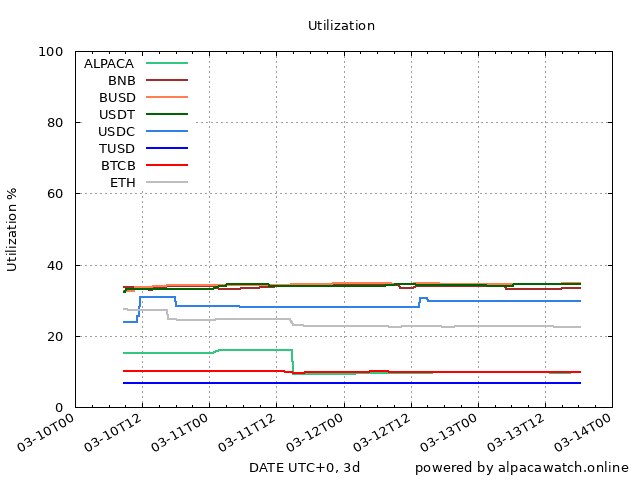 Utilization
100
80
60
40
20
0
Utilization %
ALPACA
BNB
BUSD
USDT
USDC
TUSD
BTCB
ETH
03-10T00
03-10T12
03-11T00
03-11T12
03-12T00
03-12T12
03-13T00
03-13T12
03-14T00
DATE UTC+0, 3d
powered by alpacawatch.online